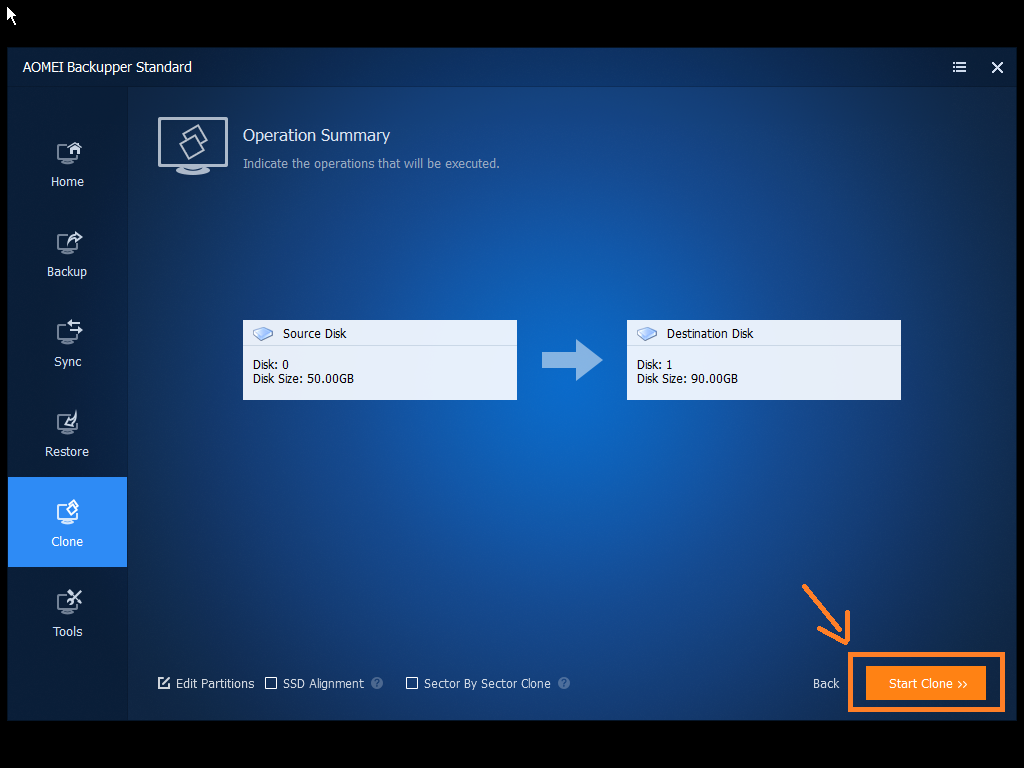 AOMEI Backupper Standard
Home
Backup
Sync
Restore
Clone
Tools
Operation Summary
Indicate the operations that will be executed.
Source Disk
Disk: 0
Disk Size: 50.00GB
Destination Disk
Disk: 1
Disk Size: 90.00GB
Edit Partitions SSD Alignment ? Sector By Sector Clone ? Back Start Clone >>